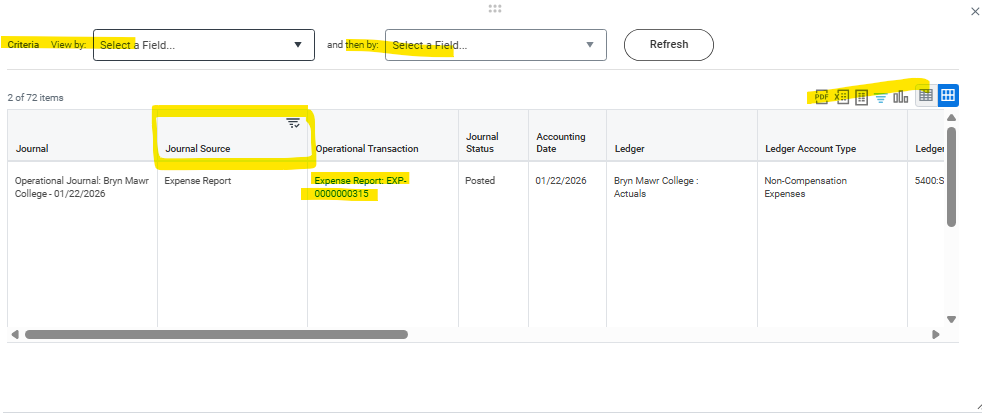 Criteria View by: Select a Field... and then by: Select a Field... Refresh
2 of 72 items PDF X
Journal Journal Source Operational Transaction Journal Status Accounting Date Ledger Ledger Account Type Ledger
Operational Journal: Bryn Mawr College - 01/22/2026
Expense Report
Expense Report: EXP-0000000315
Posted
01/22/2026
Bryn Mawr College : Actuals
Non-Compensation Expenses
5400:S